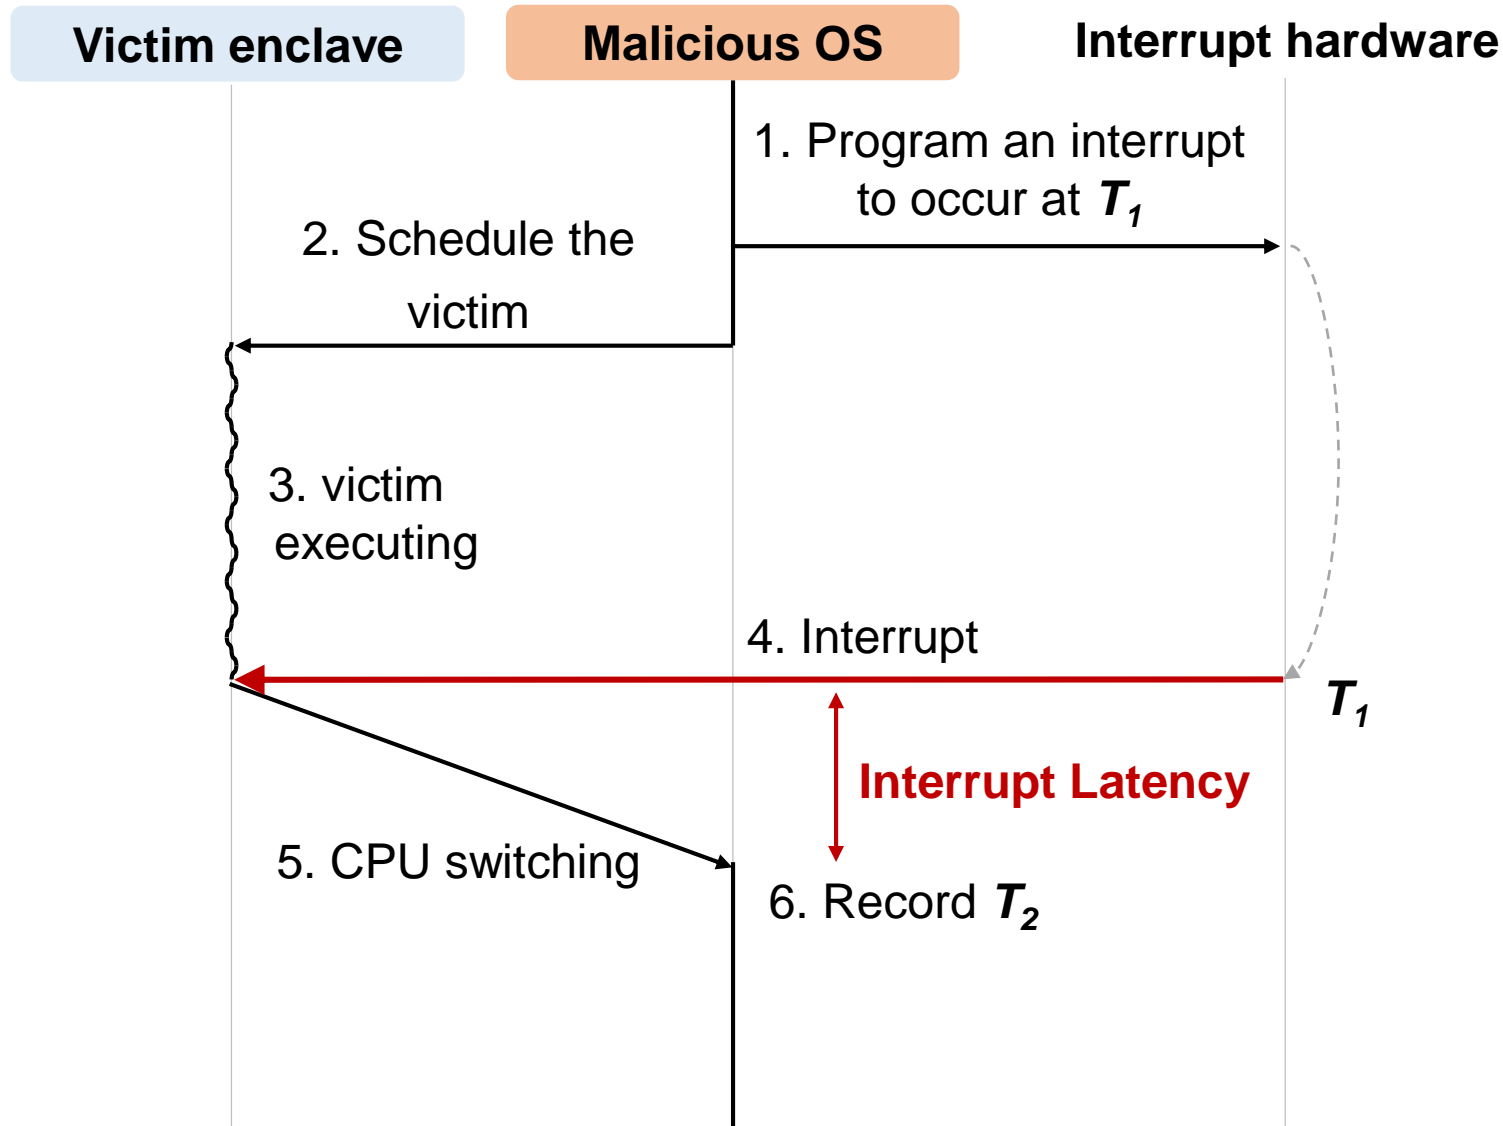 Victim enclave
Malicious OS
Interrupt hardware
1. Program an interrupt
to occur at T1
2. Schedule the
victim
3. victim
executing
4. Interrupt
T1
Interrupt Latency
5. CPU switching
6. Record T2